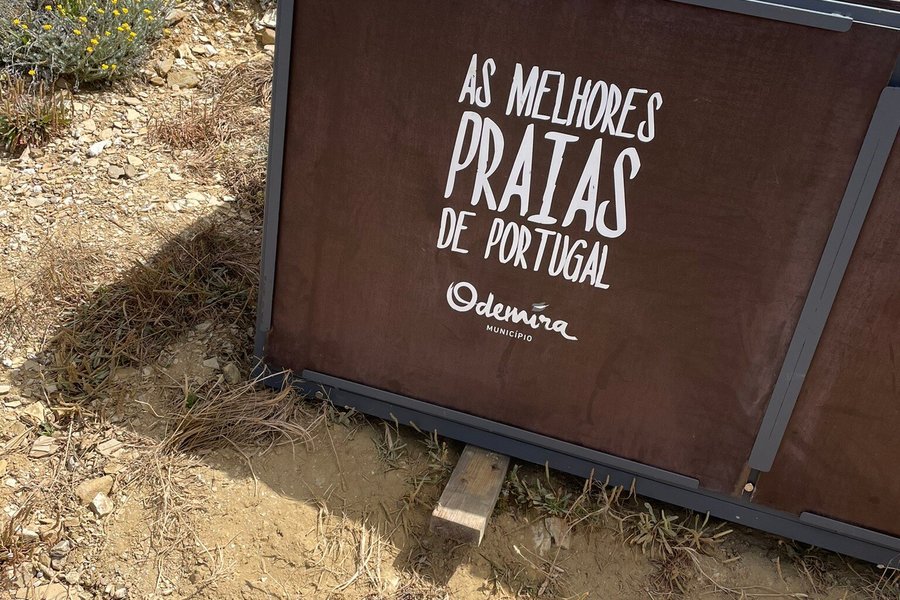 AS MELHORES
PRAIAS
DE PORTUGAL
Odemira
MUNICÍPIO